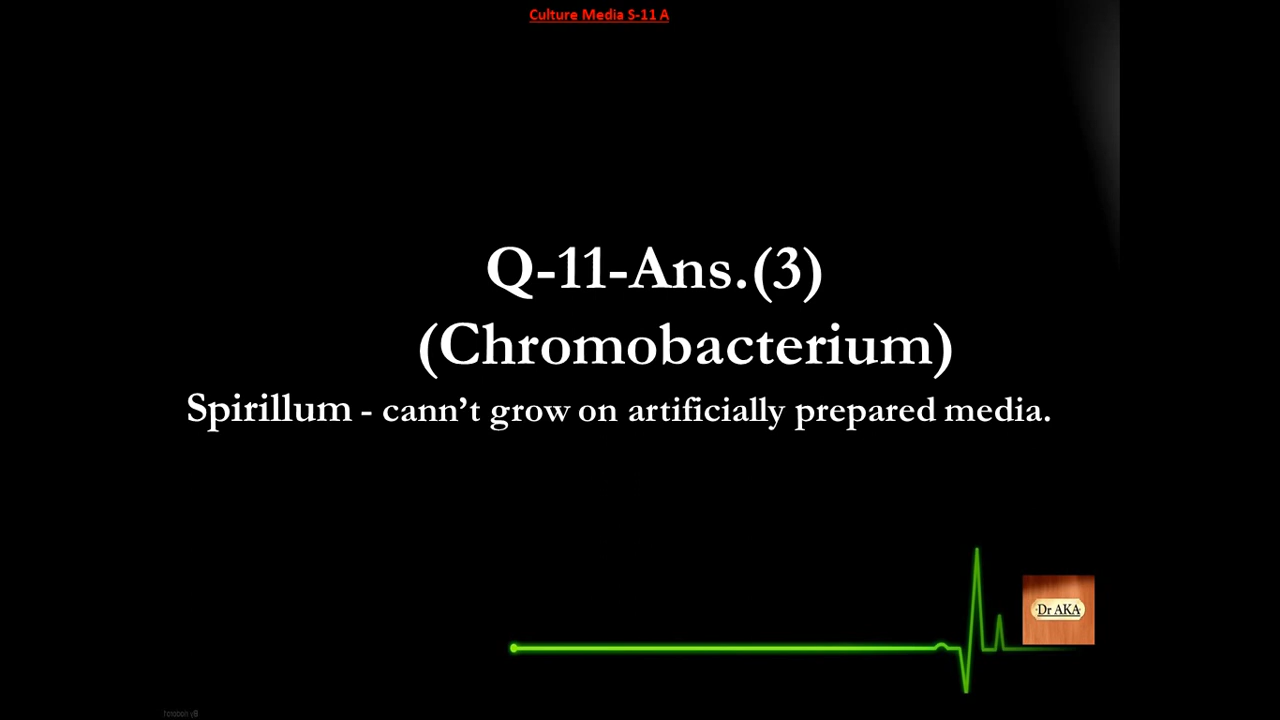 Culture Media S-11 A
Q-11-Ans.(3)
(Chromobacterium)
Spirillum - cann't grow on artificially prepared media.
Dr AKA